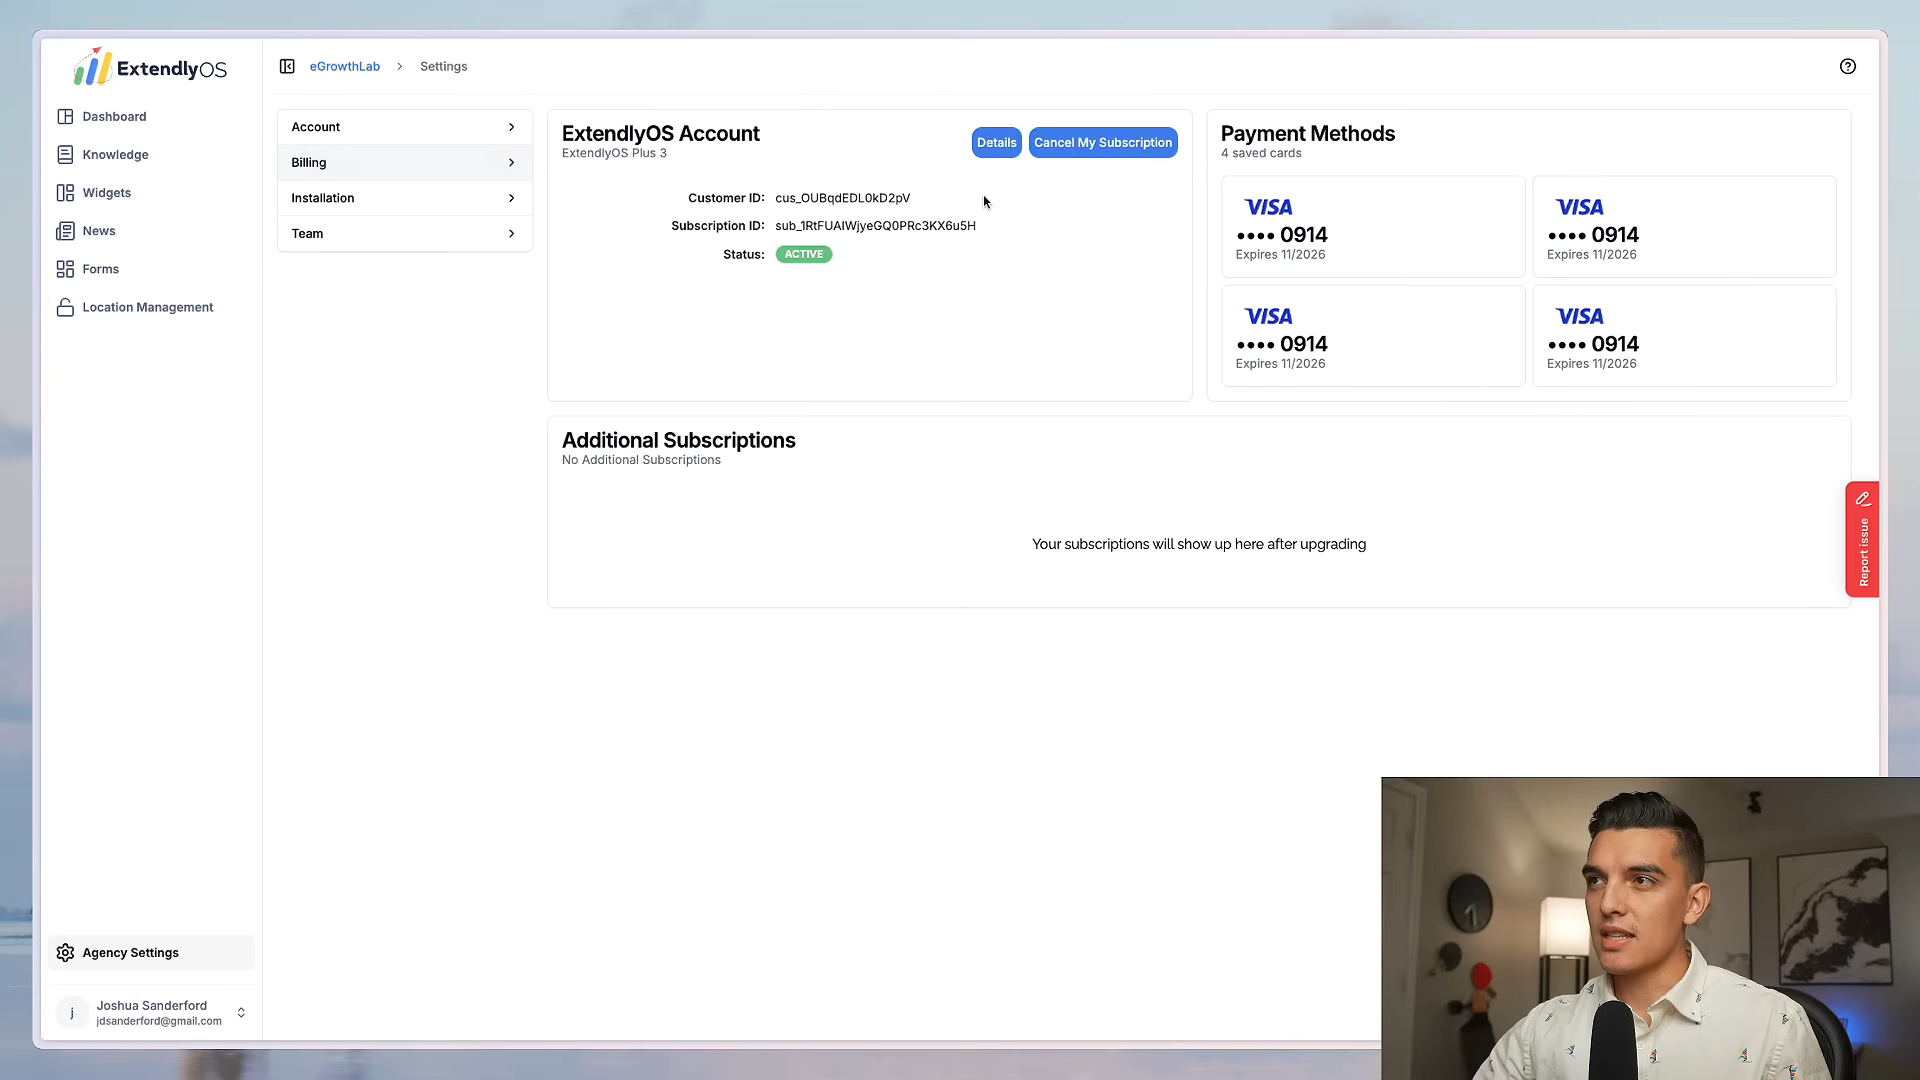 ExtendlyOS
Dashboard
Knowledge
Widgets
News
Forms
Location Management
Agency Settings
j
Joshua Sanderford
jdsanderford@gmail.com
eGrowthLab
Settings
Account
Billing
Installation
Team
ExtendlyOS Account
ExtendlyOS Plus 3
Details
Cancel My Subscription
Customer ID: cus_OUBqdEDL0kD2pV
Subscription ID: sub_1RtFUAIWjyeGQ0PRc3KX6u5H
Status: ACTIVE
Payment Methods
4 saved cards
VISA
•••• 0914
Expires 11/2026
VISA
•••• 0914
Expires 11/2026
VISA
•••• 0914
Expires 11/2026
VISA
•••• 0914
Expires 11/2026
Additional Subscriptions
No Additional Subscriptions
Your subscriptions will show up here after upgrading
Report issue